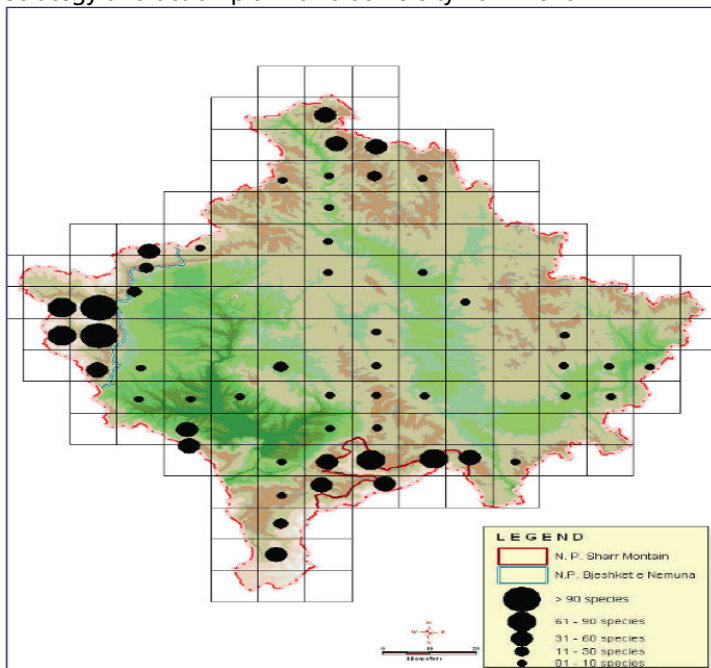 LEGEND
N. P. Sharr Montain
N.P. Bjeshket e Nemuna
> 90 species
61 - 90 species
31 - 60 species
11 - 30 species
01 - 10 species